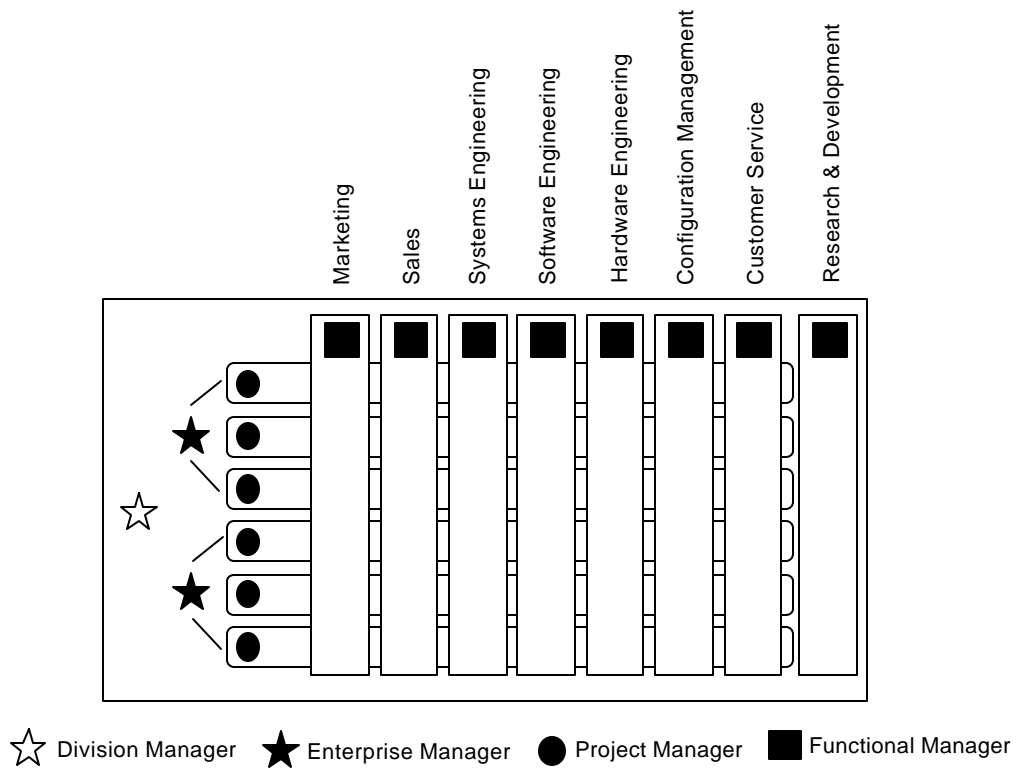 Marketing
Sales
Systems Engineering
Software Engineering
Hardware Engineering
Configuration Management
Customer Service
Research & Development
Division Manager
Enterprise Manager
Project Manager
Functional Manager